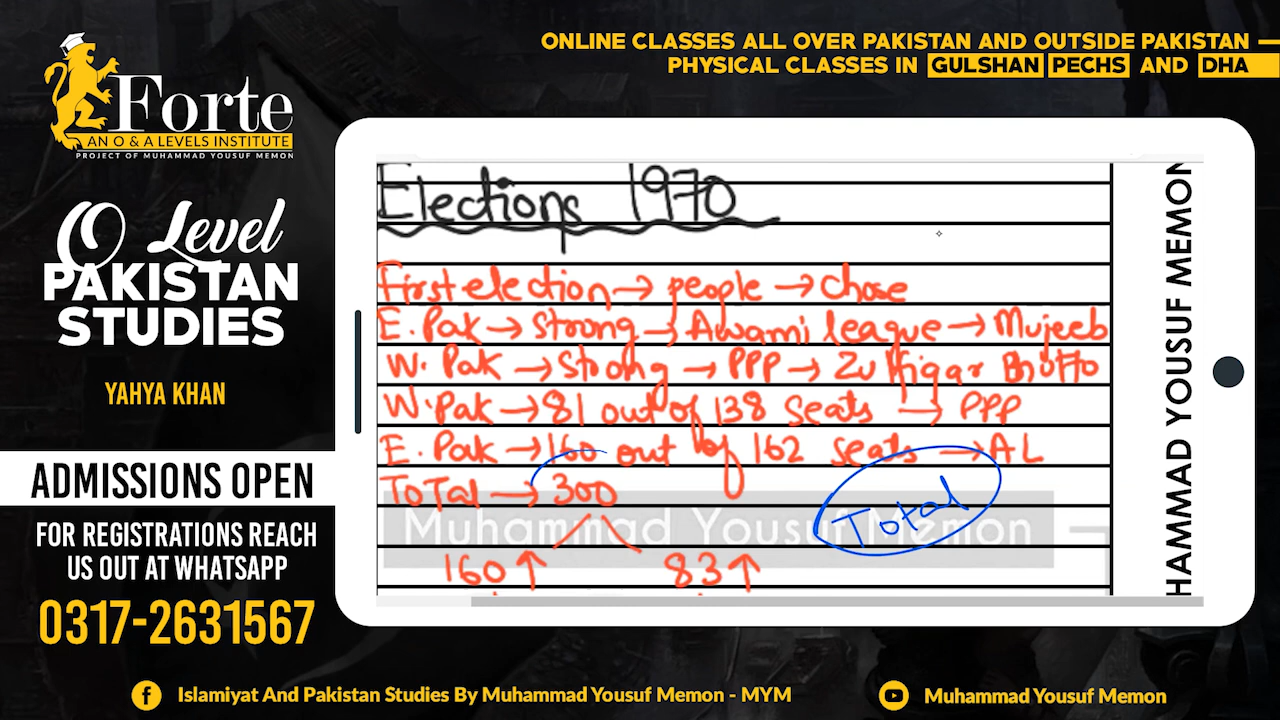 Forte
AN O & A LEVELS INSTITUTE
PROJECT OF MUHAMMAD YOUSUF MEMON
O Level
PAKISTAN
STUDIES
YAHYA KHAN
ADMISSIONS OPEN
FOR REGISTRATIONS REACH
US OUT AT WHATSAPP
0317-2631567
ONLINE CLASSES ALL OVER PAKISTAN AND OUTSIDE PAKISTAN
PHYSICAL CLASSES IN GULSHAN PECHS AND DHA
Elections 1970
First election → people → chose
E. Pak → Strong → Awami league → Mujeeb
W. Pak → Strong → PPP → Zulfiqar Bhutto
W. Pak → 81 out of 138 seats → PPP
E. Pak → 160 out of 162 seats → AL
ToTal → 300
Total
Muhammad Yousuf Memon
160 ↑ 83 ↑
HAMMAD YOUSUF MEMON
Islamiyat And Pakistan Studies By Muhammad Yousuf Memon - MYM
Muhammad Yousuf Memon